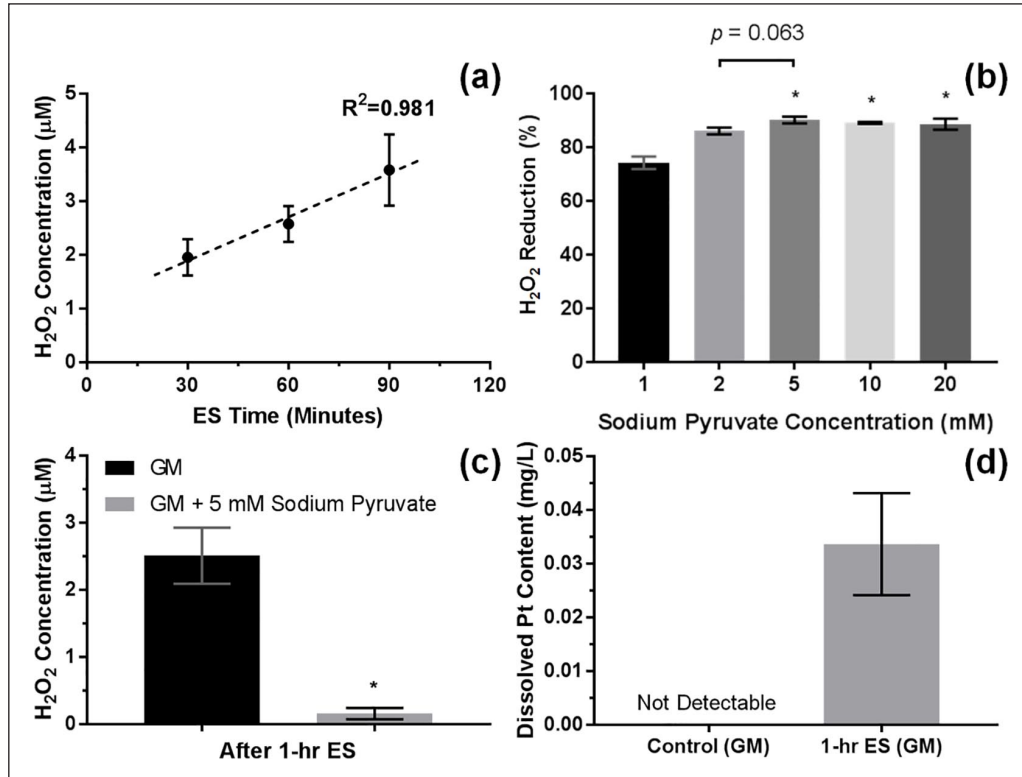 (a)
R²=0.981
H₂O₂ Concentration (μM)
5
4
3
2
1
0
0 30 60 90 120
ES Time (Minutes)
p = 0.063
(b)
* * *
H₂O₂ Reduction (%)
100
80
60
40
20
0
1 2 5 10 20
Sodium Pyruvate Concentration (mM)
(c)
GM
GM + 5 mM Sodium Pyruvate
H₂O₂ Concentration (μM)
5
4
3
2
1
0
*
After 1-hr ES
(d)
Dissolved Pt Content (mg/L)
0.05
0.04
0.03
0.02
0.01
0.00
Not Detectable
Control (GM) 1-hr ES (GM)